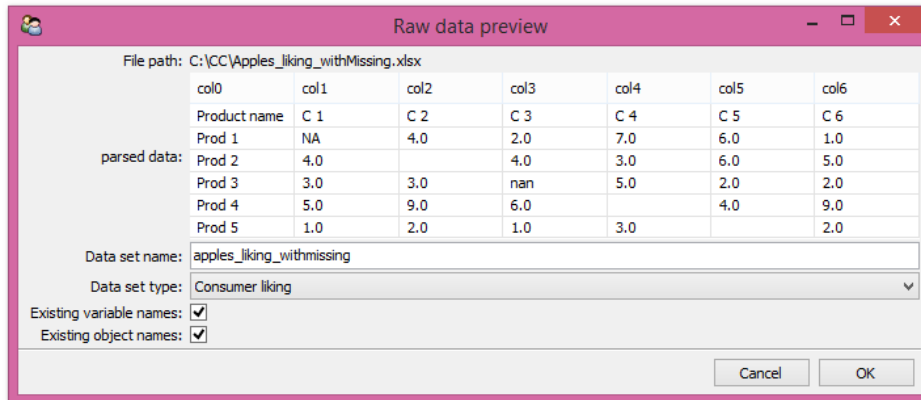 Raw data preview
File path: C:\CC\Apples_liking_withMissing.xlsx
col0 col1 col2 col3 col4 col5 col6
Product name C 1 C 2 C 3 C 4 C 5 C 6
Prod 1 NA 4.0 2.0 7.0 6.0 1.0
parsed data: Prod 2 4.0 4.0 3.0 6.0 5.0
Prod 3 3.0 3.0 nan 5.0 2.0 2.0
Prod 4 5.0 9.0 6.0 4.0 9.0
Prod 5 1.0 2.0 1.0 3.0 2.0
Data set name: apples_liking_withmissing
Data set type: Consumer liking
Existing variable names:
Existing object names:
Cancel OK